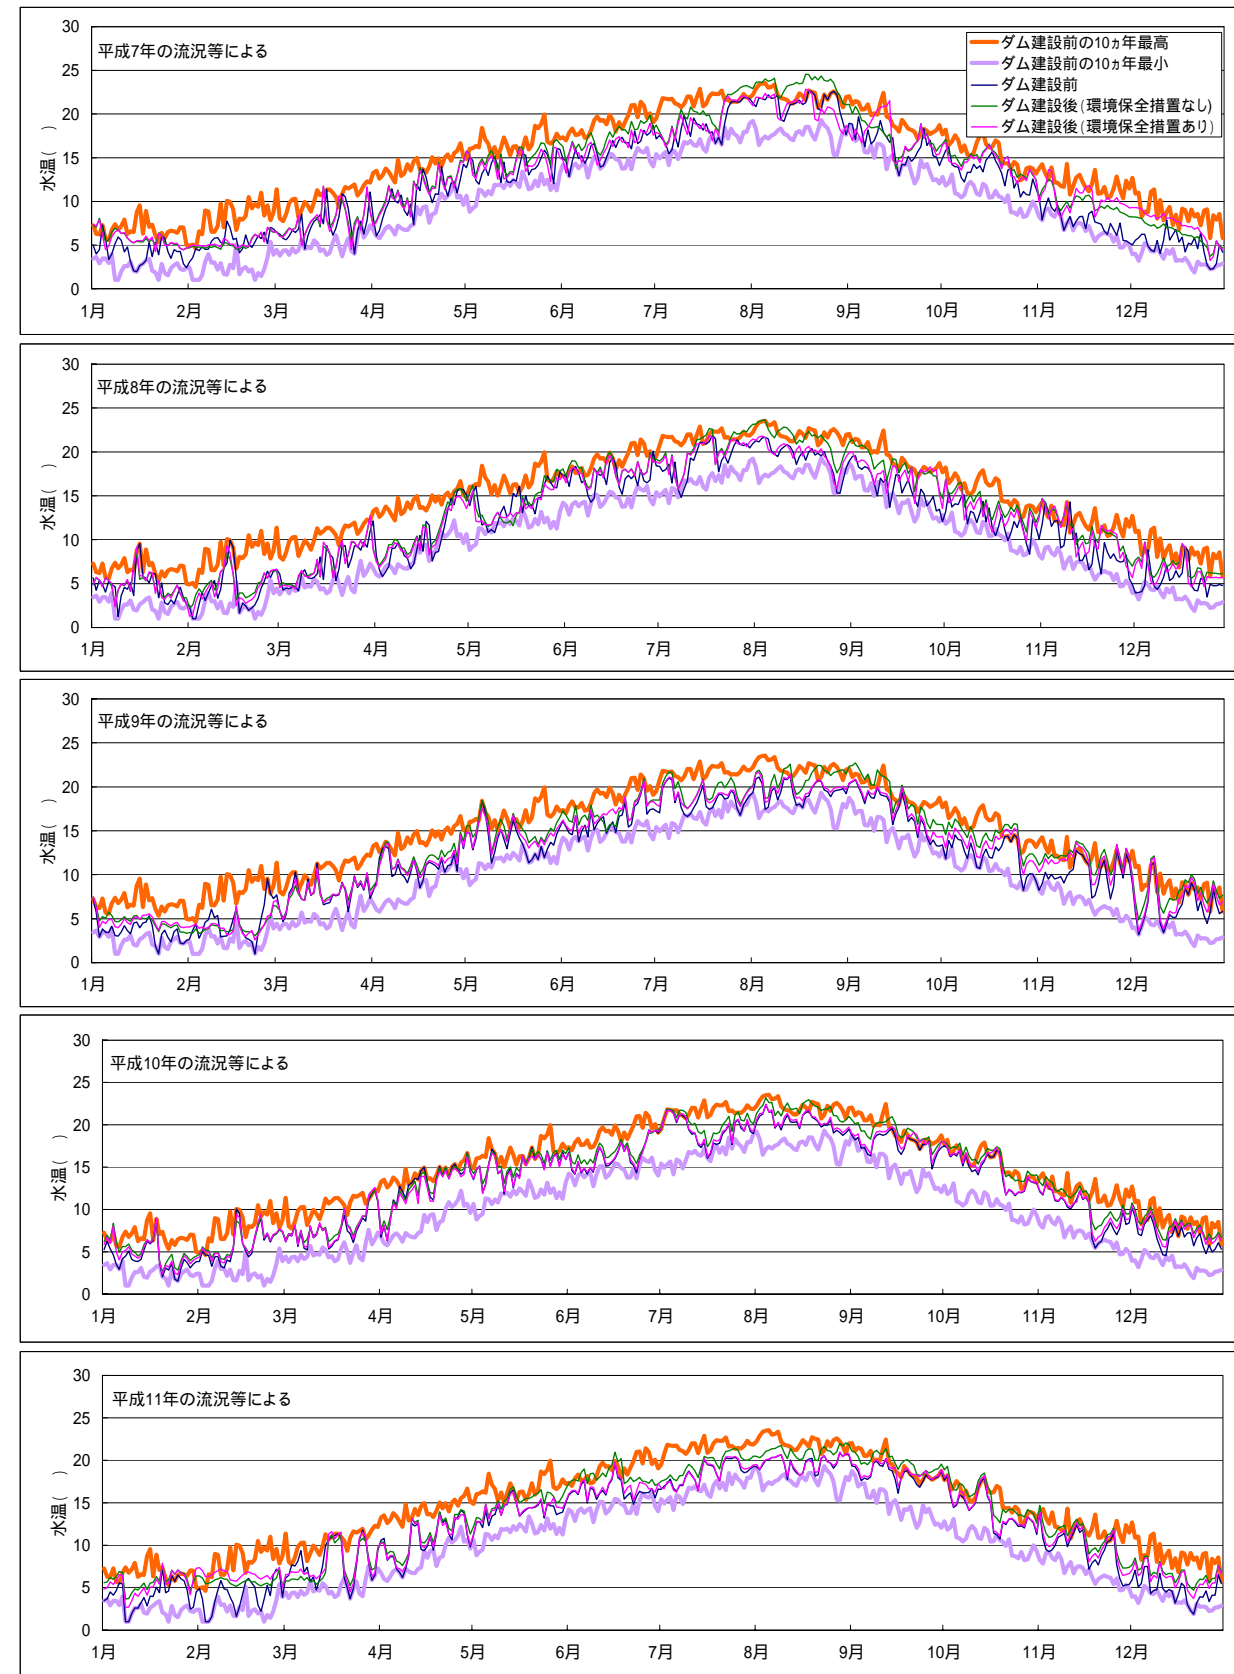 平成7年の流況等による
ダム建設前の10ヵ年最高
ダム建設前の10ヵ年最小
ダム建設前
ダム建設後(環境保全措置なし)
ダム建設後(環境保全措置あり)
水温( )
30
25
20
15
10
5
0
1月 2月 3月 4月 5月 6月 7月 8月 9月 10月 11月 12月
平成8年の流況等による
水温( )
30
25
20
15
10
5
0
1月 2月 3月 4月 5月 6月 7月 8月 9月 10月 11月 12月
平成9年の流況等による
水温( )
30
25
20
15
10
5
0
1月 2月 3月 4月 5月 6月 7月 8月 9月 10月 11月 12月
平成10年の流況等による
水温( )
30
25
20
15
10
5
0
1月 2月 3月 4月 5月 6月 7月 8月 9月 10月 11月 12月
平成11年の流況等による
水温( )
30
25
20
15
10
5
0
1月 2月 3月 4月 5月 6月 7月 8月 9月 10月 11月 12月